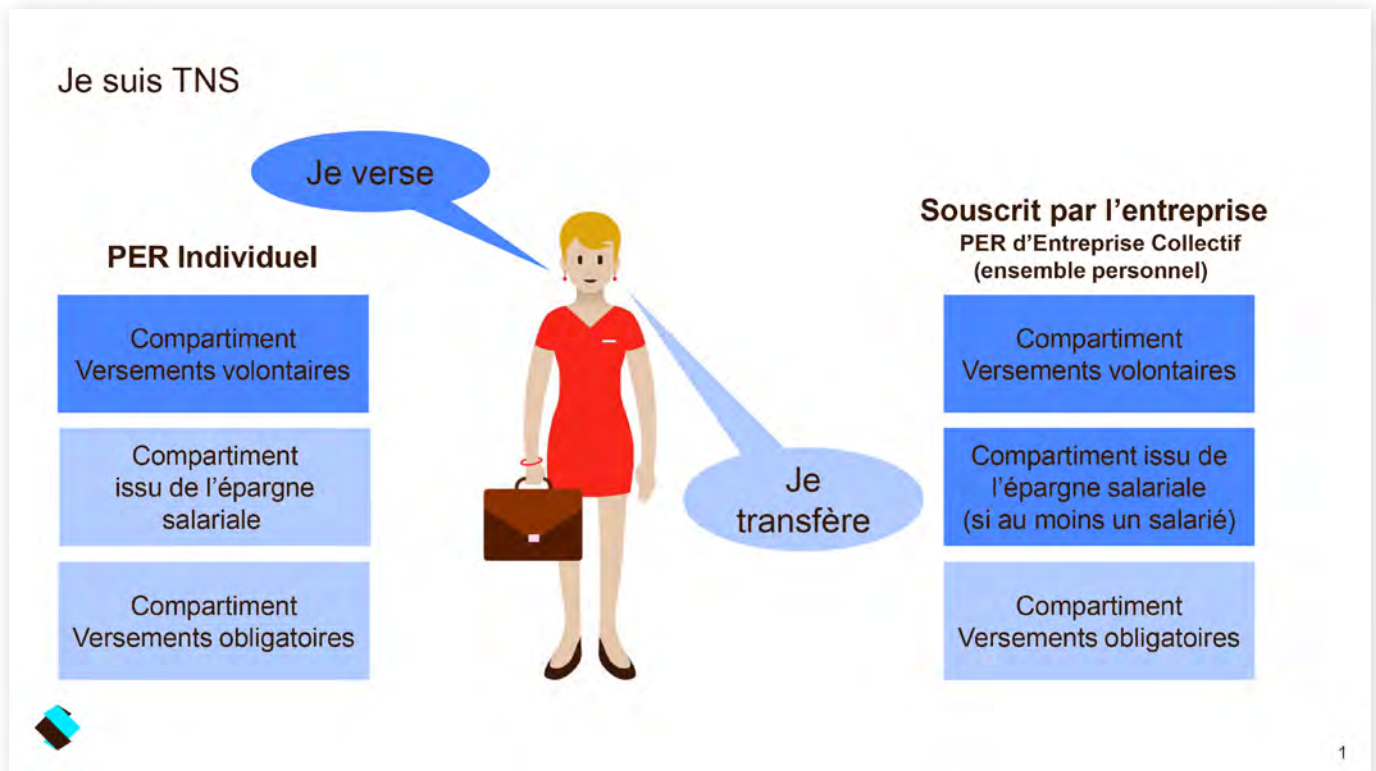 Je suis TNS
Je verse
PER Individuel
Compartiment
Versements volontaires
Compartiment
issu de l’épargne
salariale
Compartiment
Versements obligatoires
Je
transfère
Souscrit par l’entreprise
PER d’Entreprise Collectif
(ensemble personnel)
Compartiment
Versements volontaires
Compartiment issu de
l’épargne salariale
(si au moins un salarié)
Compartiment
Versements obligatoires
1